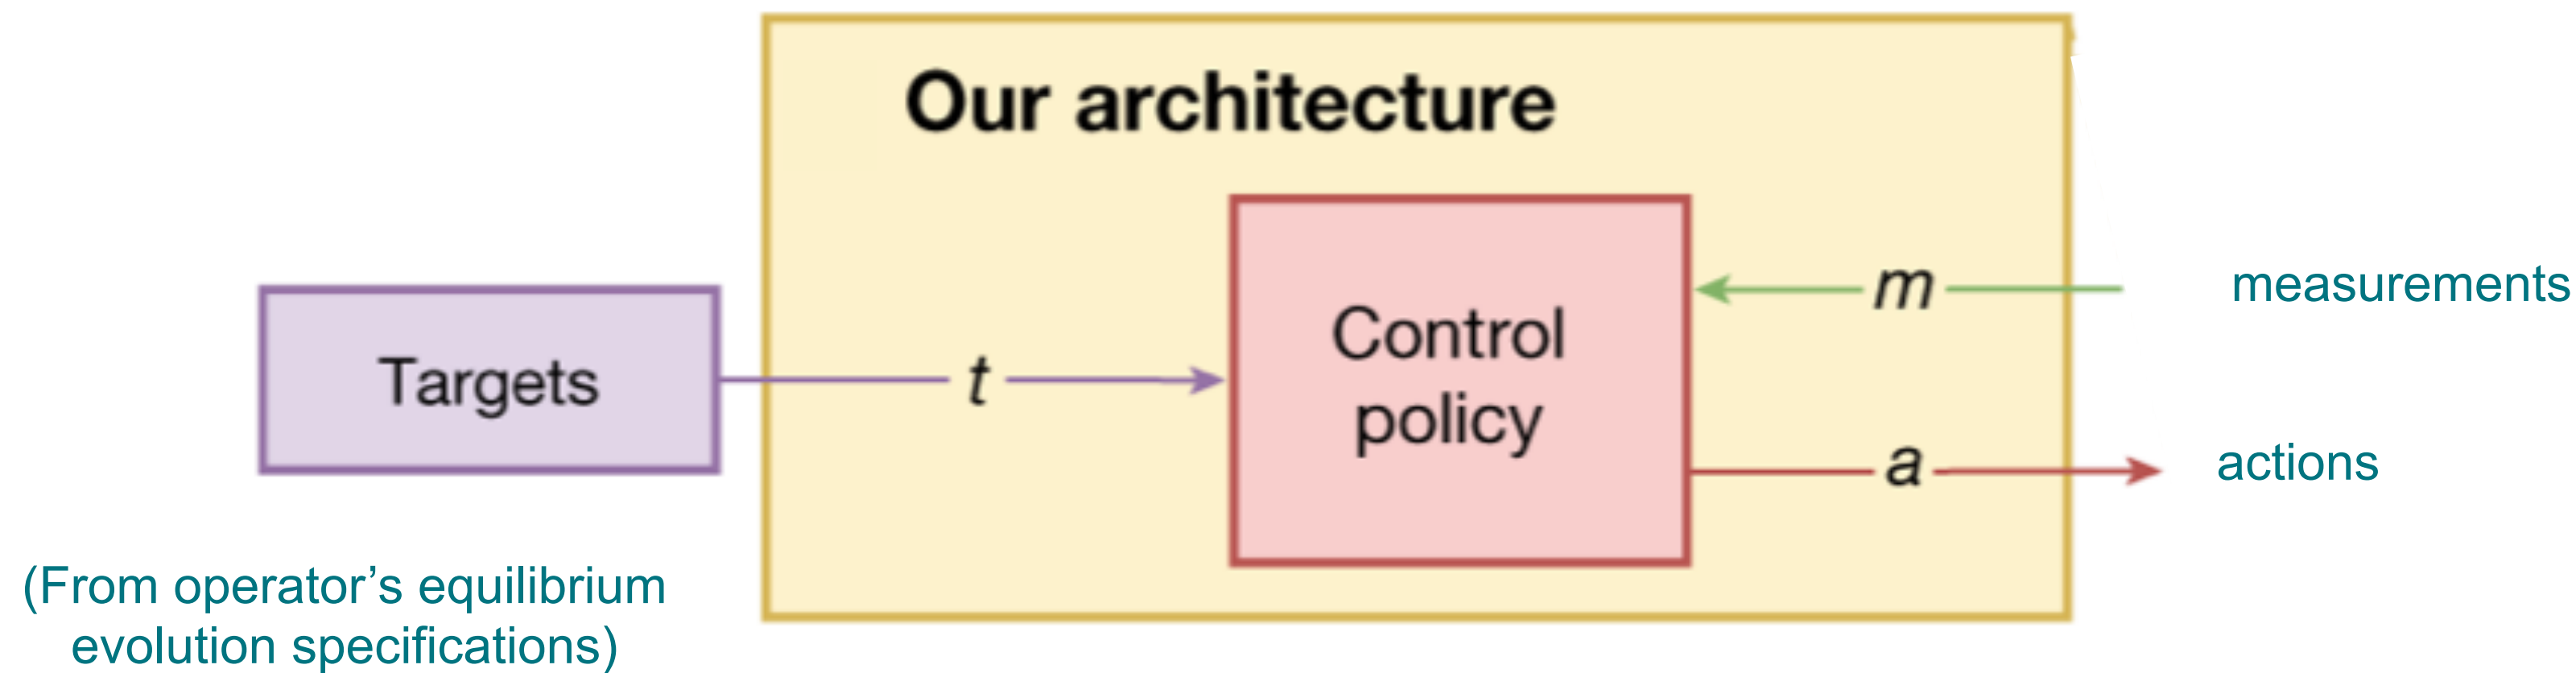 Our architecture
Targets
t
Control
policy
m
measurements
a
actions
(From operator’s equilibrium
evolution specifications)